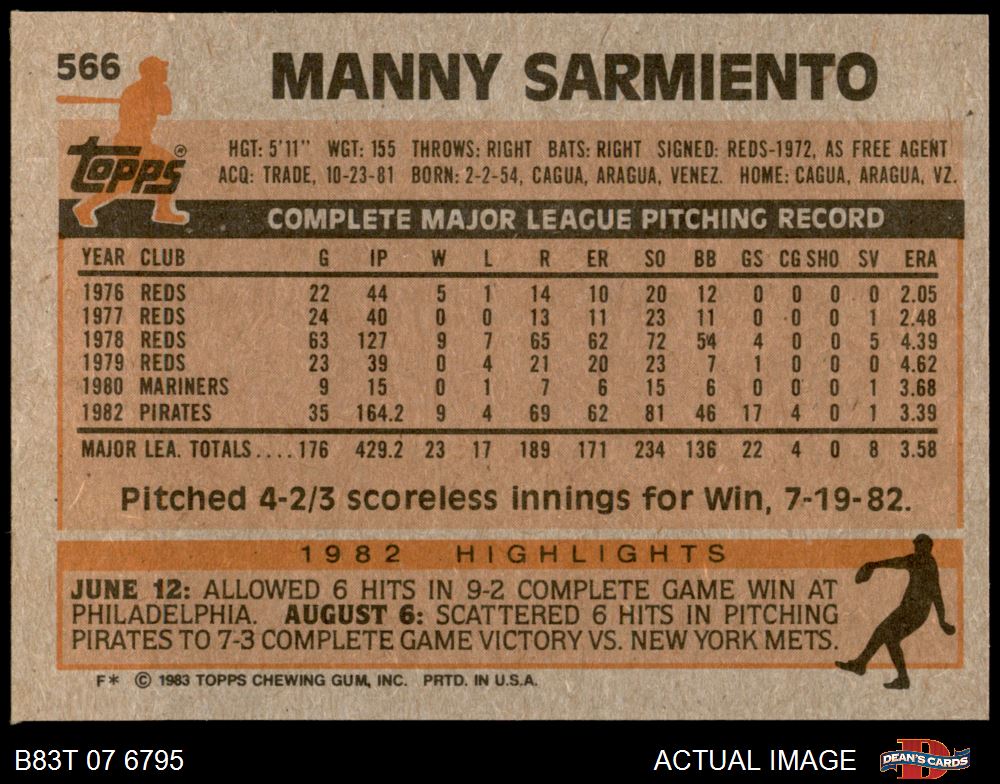 566 MANNY SARMIENTO
topps®
HGT: 5'11" WGT: 155 THROWS: RIGHT BATS: RIGHT SIGNED: REDS-1972, AS FREE AGENT
ACQ: TRADE, 10-23-81 BORN: 2-2-54, CAGUA, ARAGUA, VENEZ. HOME: CAGUA, ARAGUA, VZ.
COMPLETE MAJOR LEAGUE PITCHING RECORD
YEAR CLUB G IP W L R ER SO BB GS CG SHO SV ERA
1976 REDS 22 44 5 1 14 10 20 12 0 0 0 0 2.05
1977 REDS 24 40 0 0 13 11 23 11 0 0 0 1 2.48
1978 REDS 63 127 9 7 65 62 72 54 4 0 0 5 4.39
1979 REDS 23 39 0 4 21 20 23 7 1 0 0 0 4.62
1980 MARINERS 9 15 0 1 7 6 15 6 0 0 0 1 3.68
1982 PIRATES 35 164.2 9 4 69 62 81 46 17 4 0 1 3.39
MAJOR LEA. TOTALS....176 429.2 23 17 189 171 234 136 22 4 0 8 3.58
Pitched 4-2/3 scoreless innings for Win, 7-19-82.
1982 HIGHLIGHTS
JUNE 12: ALLOWED 6 HITS IN 9-2 COMPLETE GAME WIN AT
PHILADELPHIA. AUGUST 6: SCATTERED 6 HITS IN PITCHING
PIRATES TO 7-3 COMPLETE GAME VICTORY VS. NEW YORK METS.
F* © 1983 TOPPS CHEWING GUM, INC. PRTD. IN U.S.A.
B83T 07 6795 ACTUAL IMAGE DEAN'S CARDS